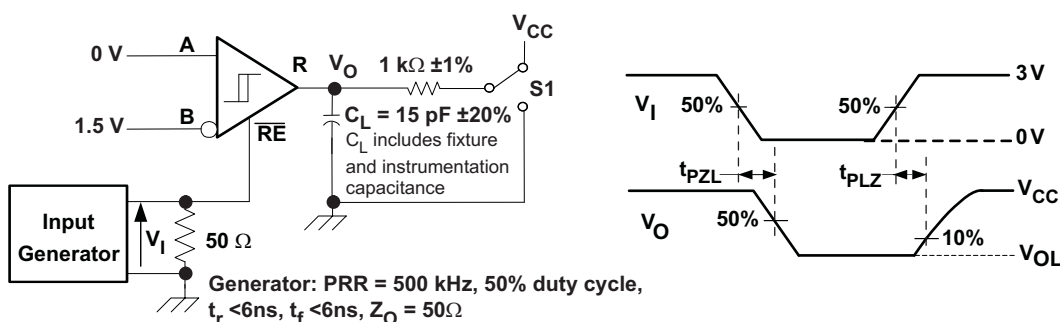 0 V
A
R
V_O
1 kΩ ±1%
V_CC
S1
1.5 V
B
RE
C_L = 15 pF ±20%
C_L includes fixture
and instrumentation
capacitance
Input
Generator
V_I
50 Ω
Generator: PRR = 500 kHz, 50% duty cycle,
t_r <6ns, t_f <6ns, Z_O = 50Ω
3 V
V_I
50%
50%
0 V
t_PZL
t_PLZ
V_CC
V_O
50%
10%
V_OL